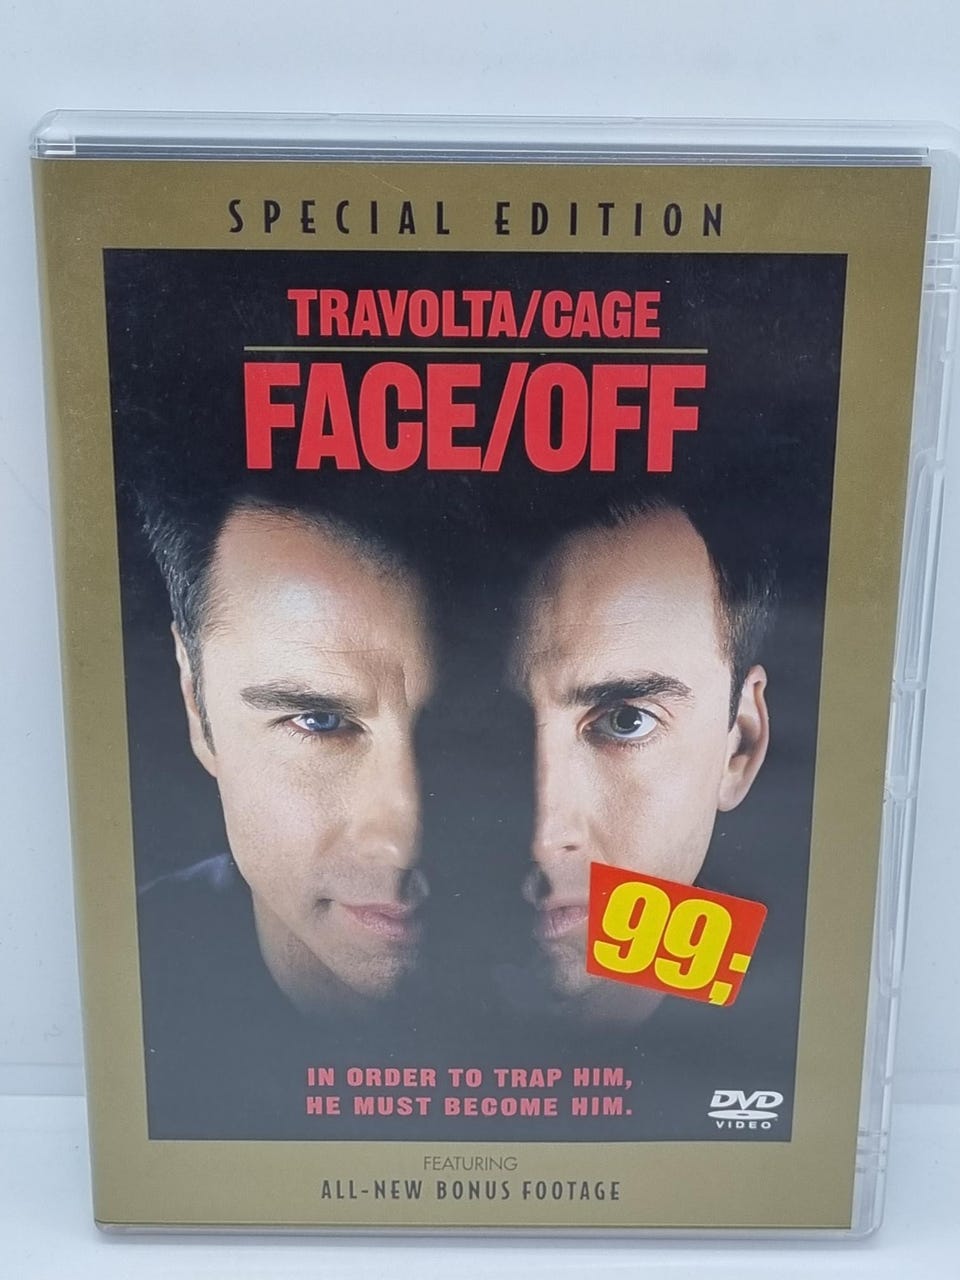 SPECIAL EDITION
TRAVOLTA/CAGE
FACE/OFF
99,-
IN ORDER TO TRAP HIM,
HE MUST BECOME HIM.
DVD
VIDEO
FEATURING
ALL-NEW BONUS FOOTAGE